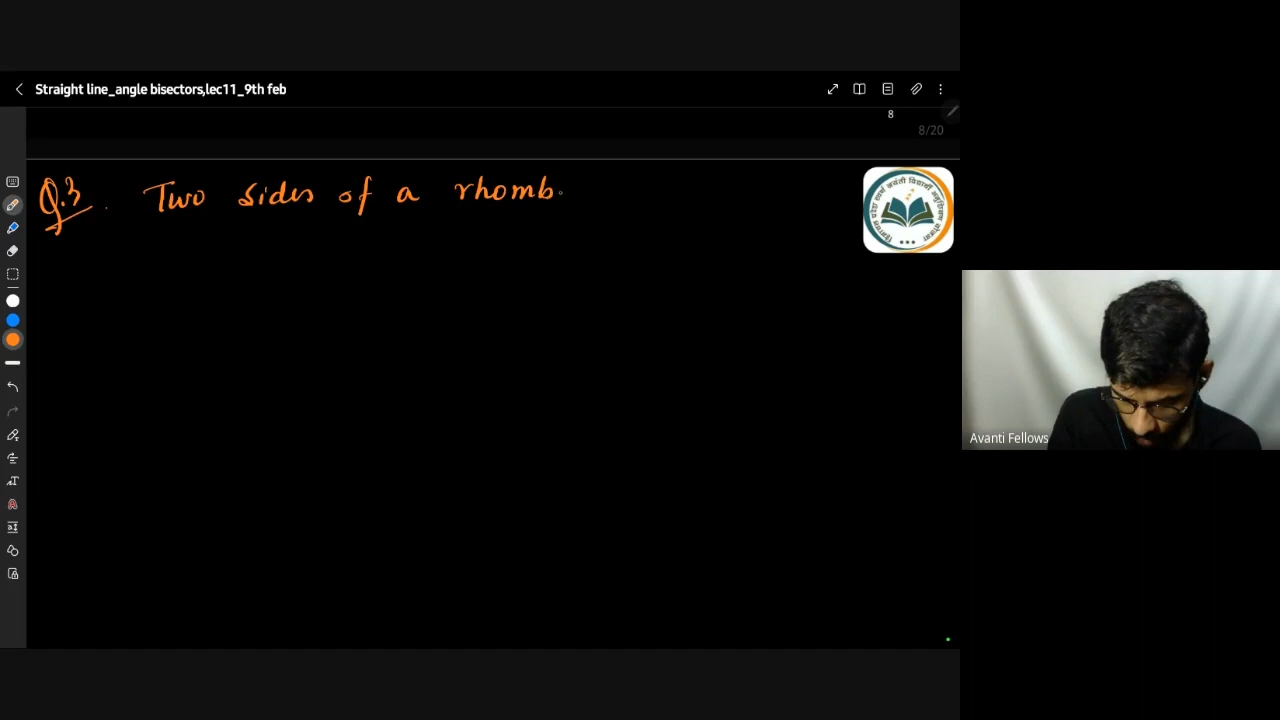 Straight line_angle bisectors,lec11_9th feb
8
8/20
Q.3. Two sides of a rhomb
Avanti Fellows